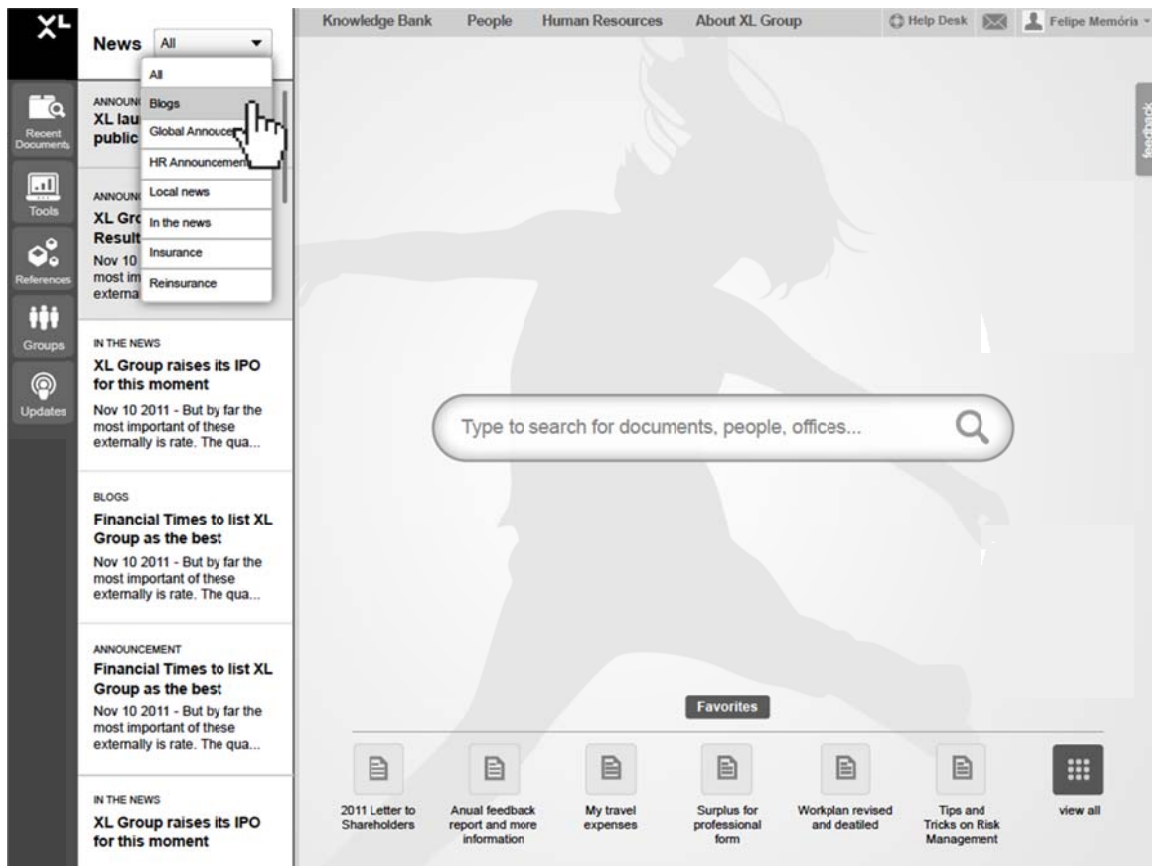 XL
Knowledge Bank People Human Resources About XL Group Help Desk Felipe Memória
News All
All
Blogs
Global
HR Announcemen
Local news
In the news
Insurance
Reinsurance
Recent
Documents
Tools
References
Groups
Updates
XL lau
public
XL Gro
Result
Nov 10
most im
externa
IN THE NEWS
XL Group raises its IPO
for this moment
Nov 10 2011 - But by far the
most important of these
externally is rate. The qua...
BLOGS
Financial Times to list XL
Group as the best
Nov 10 2011 - But by far the
most important of these
externally is rate. The qua...
ANNOUNCEMENT
Financial Times to list XL
Group as the best
Nov 10 2011 - But by far the
most important of these
externally is rate. The qua...
IN THE NEWS
XL Group raises its IPO
for this moment
feedback
Type to search for documents, people, offices...
Favorites
2011 Letter to
Shareholders
Anual feedback
report and more
information
My travel
expenses
Surplus for
professional
form
Workplan revised
and deatiled
Tips and
Tricks on Risk
Management
view all